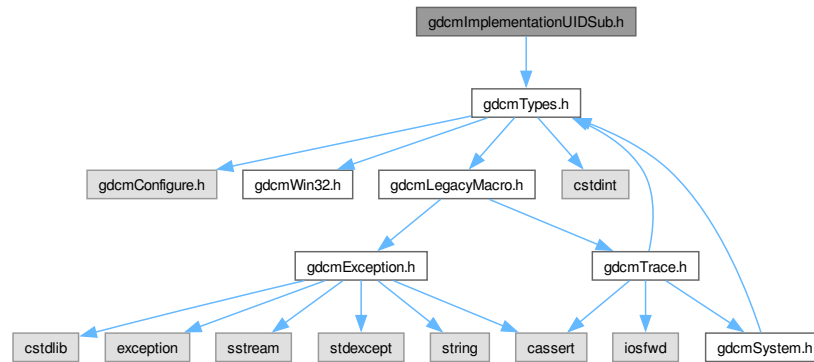 gdcmImplementationUIDSub.h
gdcmTypes.h
gdcmConfigure.h
gdcmWin32.h
gdcmLegacyMacro.h
cstdint
gdcmException.h
gdcmTrace.h
cstdlib
exception
sstream
stdexcept
string
cassert
iosfwd
gdcmSystem.h